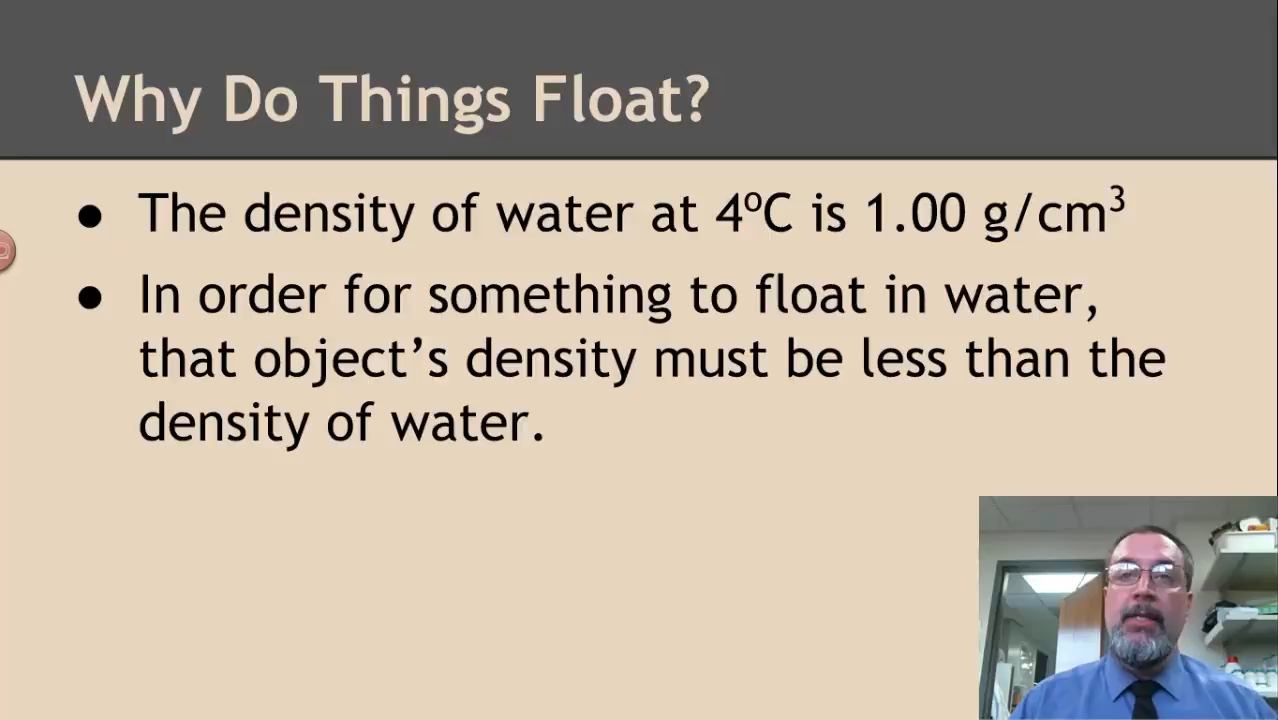 Why Do Things Float?
● The density of water at 4ºC is 1.00 g/cm³
● In order for something to float in water,
that object’s density must be less than the
density of water.